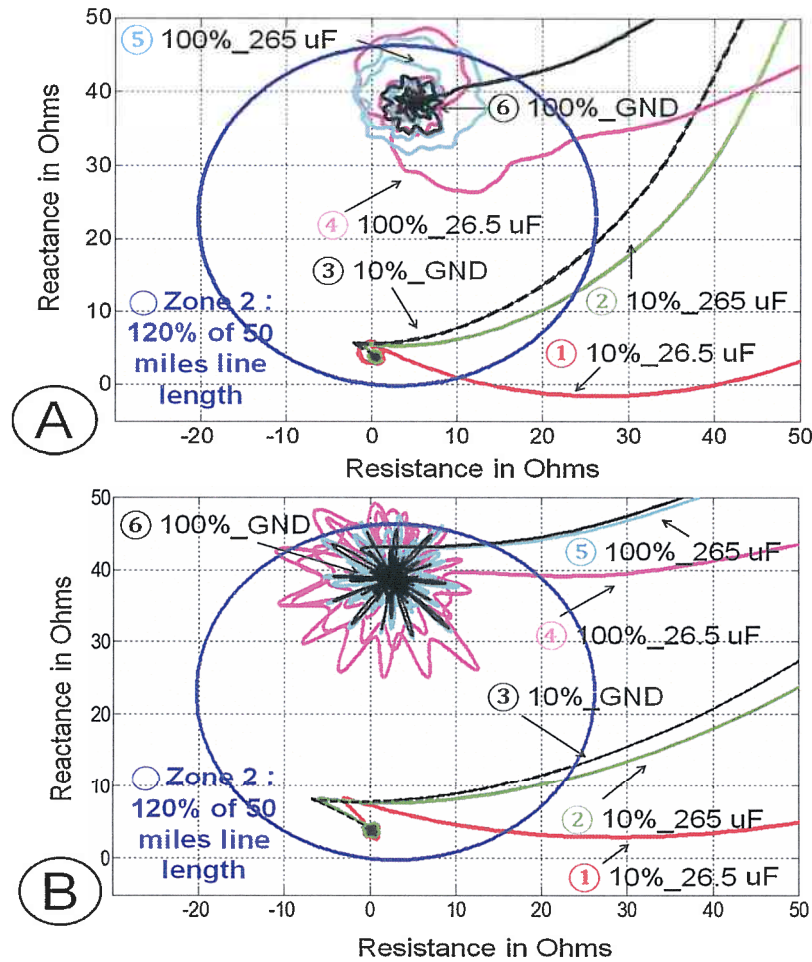 50
40
30
20
10
0
Reactance in Ohms
⑤ 100%_265 uF
⑥ 100%_GND
④ 100%_26.5 uF
③ 10%_GND
② 10%_265 uF
① 10%_26.5 uF
Zone 2 :
120% of 50
miles line
length
A
-20 -10 0 10 20 30 40 50
Resistance in Ohms
50
40
30
20
10
0
Reactance in Ohms
⑥ 100%_GND
⑤ 100%_265 uF
④ 100%_26.5 uF
③ 10%_GND
② 10%_265 uF
① 10%_26.5 uF
Zone 2 :
120% of 50
miles line
length
B
-20 -10 0 10 20 30 40 50
Resistance in Ohms